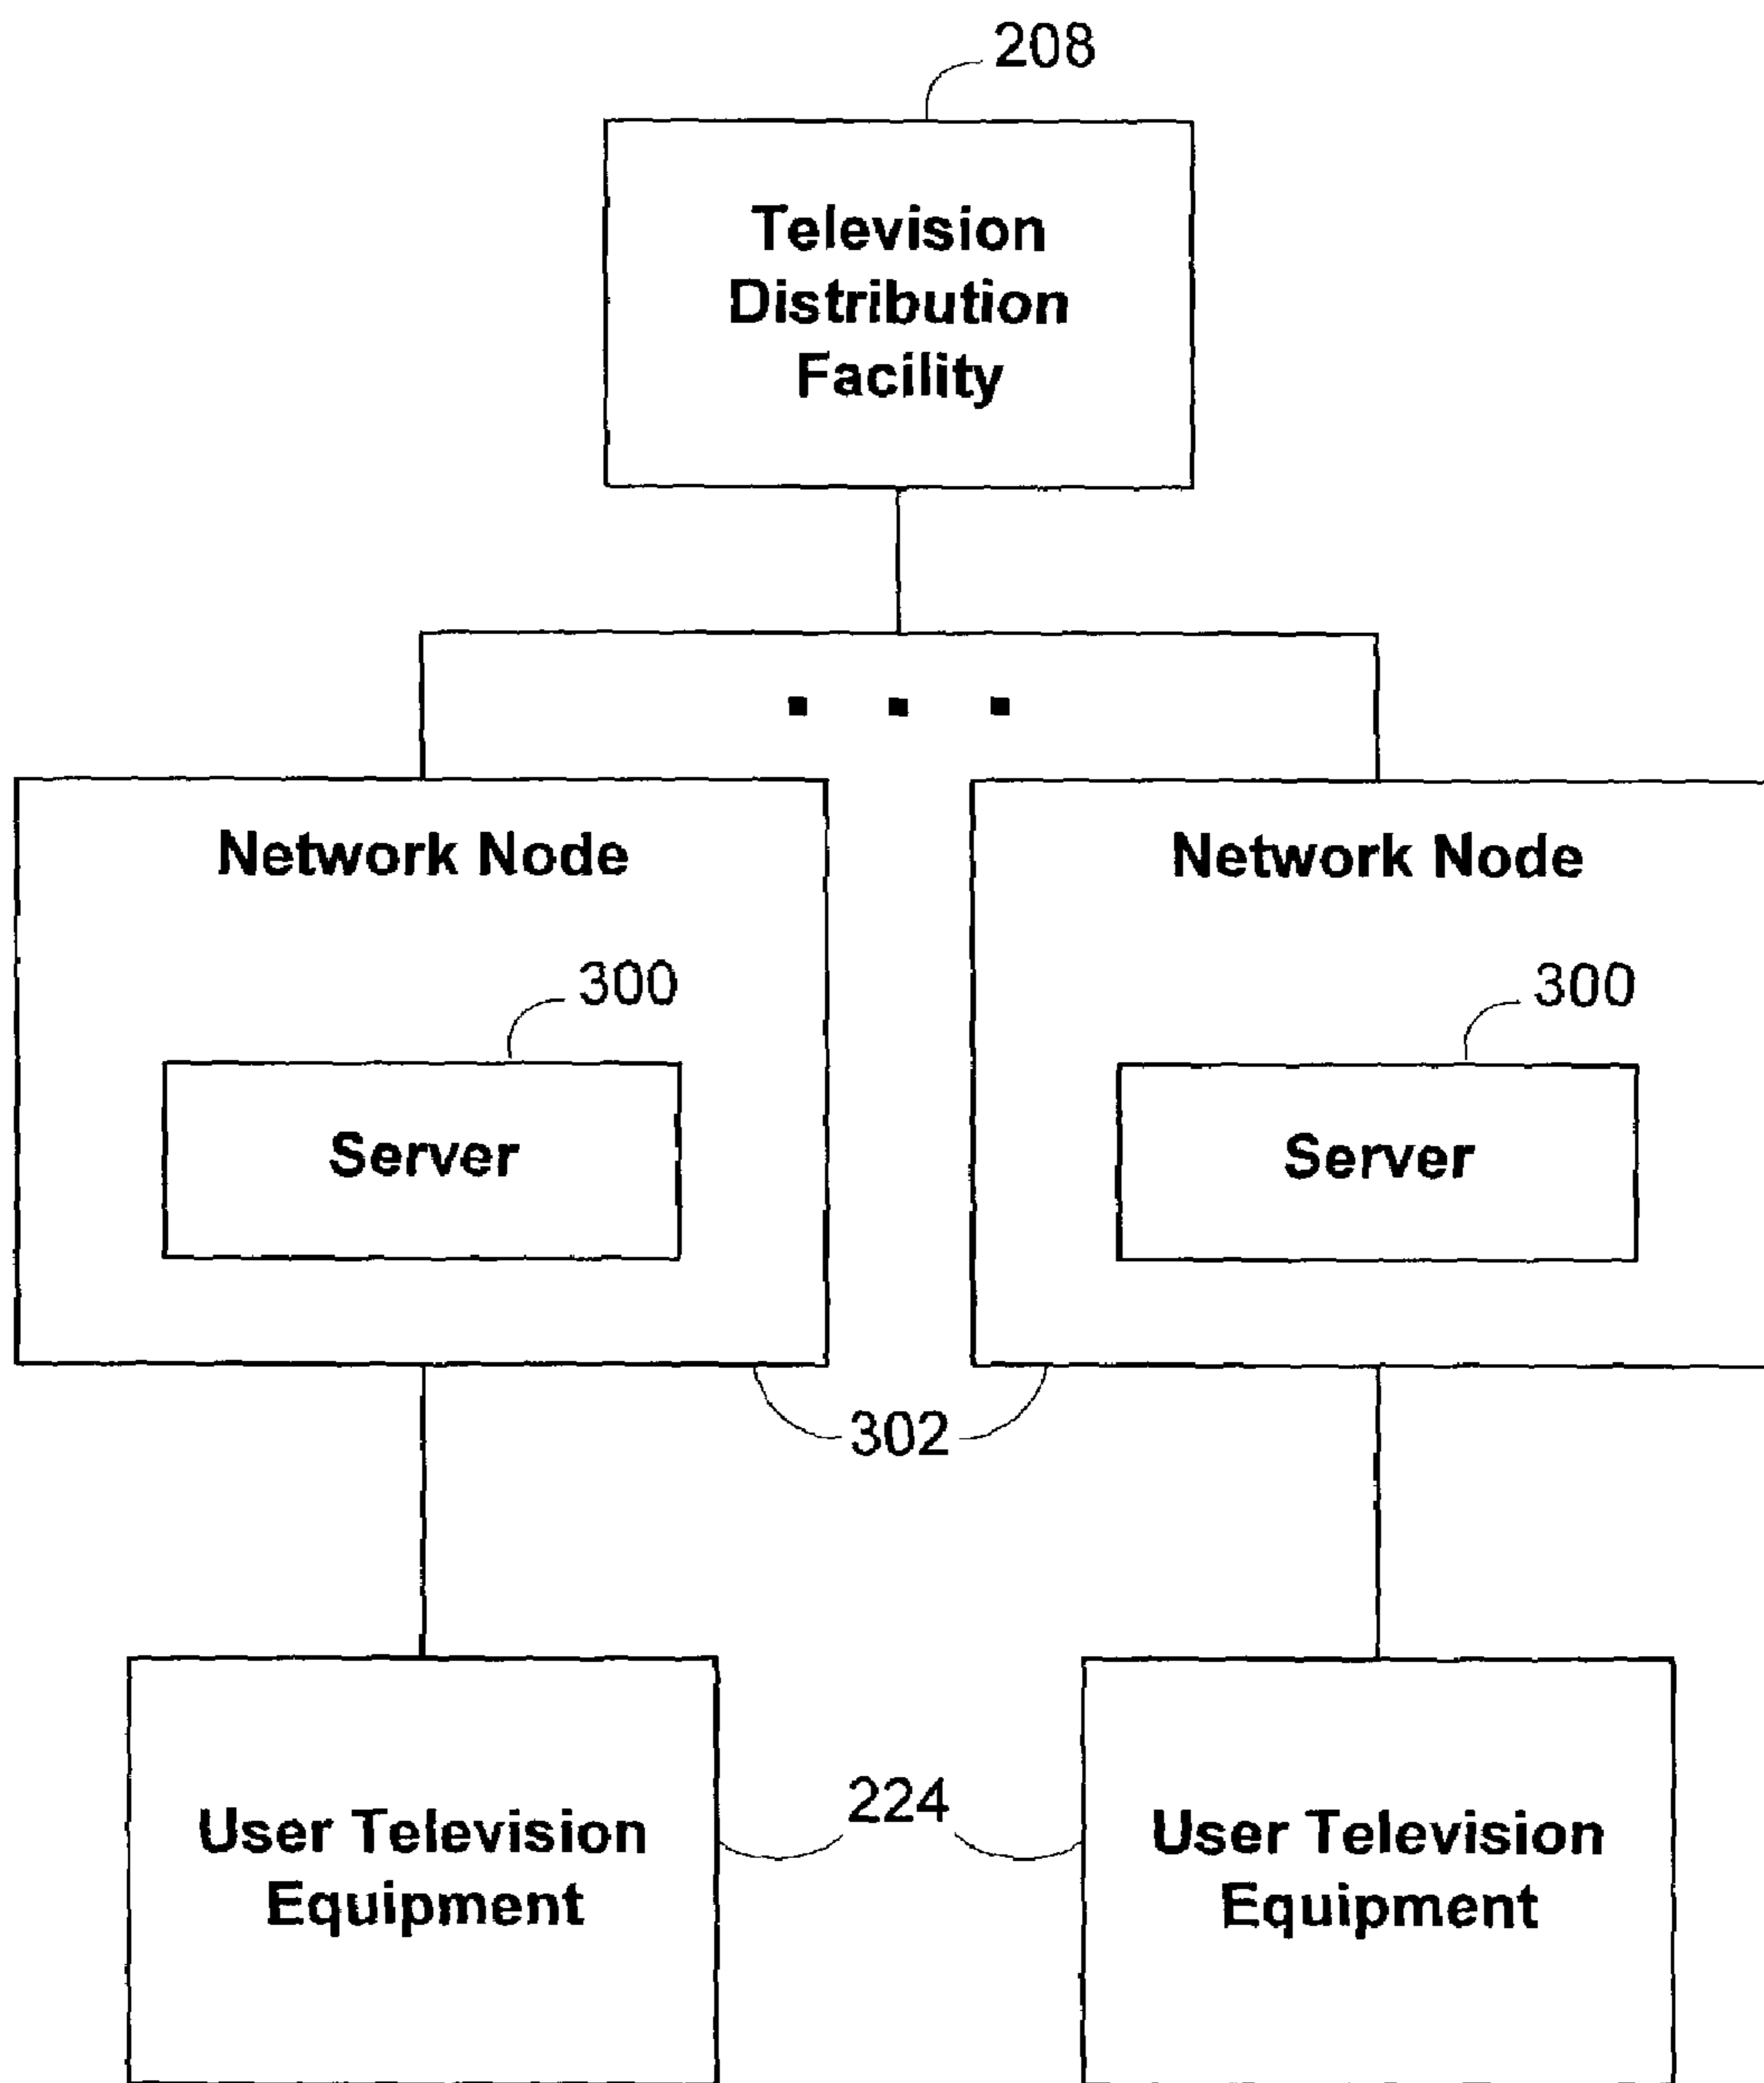 208
Television
Distribution
Facility
Network Node
Network Node
300
300
Server
Server
302
224
User Television
Equipment
User Television
Equipment